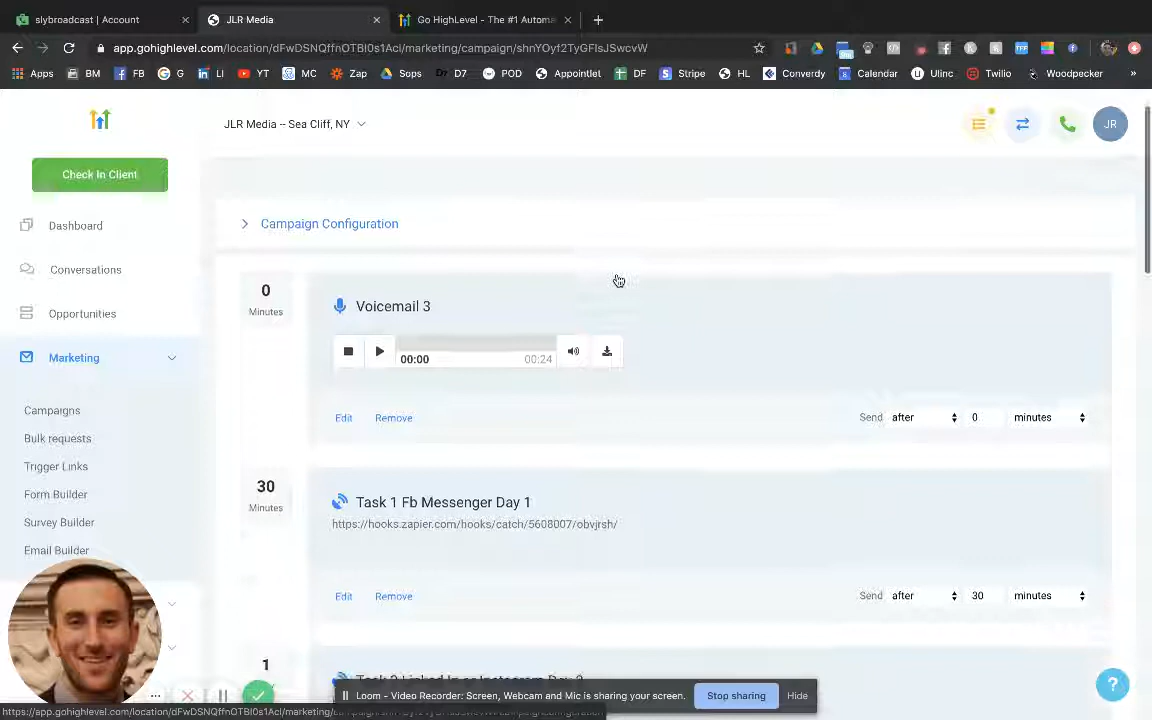 slybroadcast | Account
JLR Media
Go HighLevel - The #1 Automa
app.gohighlevel.com/location/dFwDSNQffnOTBI0s1AcI/marketing/campaign/shnYOyf2TyGFIsJSwcvW
Apps BM FB G LI YT MC Zap Sops D7 POD Appointlet DF Stripe HL Converdy Calendar Ulinc Twilio Woodpecker »
JLR Media -- Sea Cliff, NY
JR
Check In Client
Dashboard
Conversations
Opportunities
Marketing
Campaigns
Bulk requests
Trigger Links
Form Builder
Survey Builder
Email Builder
Campaign Configuration
0
Minutes
Voicemail 3
00:00 00:24
Edit Remove
Send after 0 minutes
30
Minutes
Task 1 Fb Messenger Day 1
https://hooks.zapier.com/hooks/catch/5608007/obvjrsh/
Edit Remove
Send after 30 minutes
1
Loom - Video Recorder: Screen, Webcam and Mic is sharing your screen. Stop sharing Hide